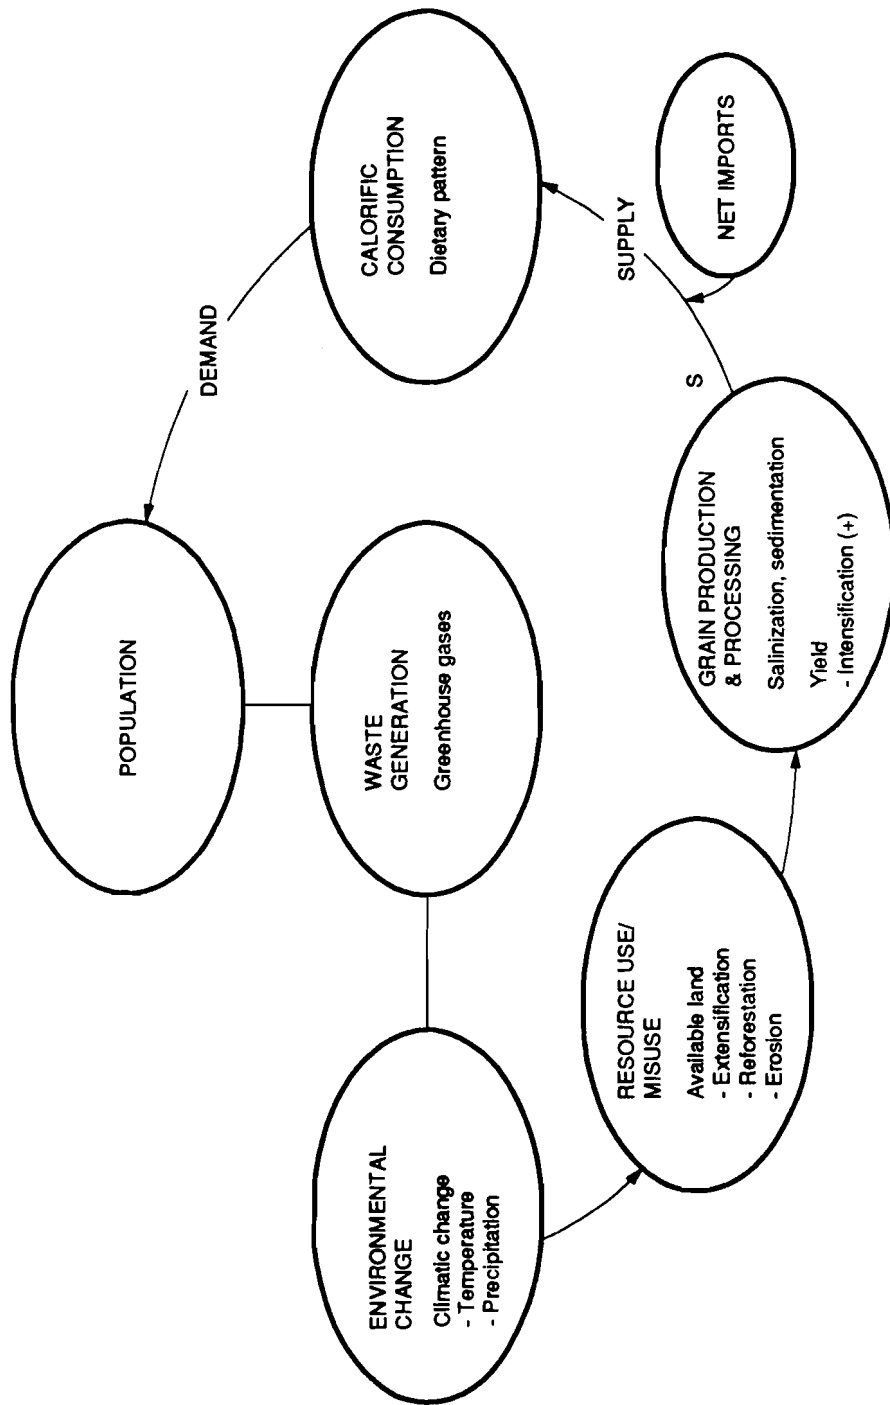 POPULATION
DEMAND
ENVIRONMENTAL
CHANGE
Climatic change
- Temperature
- Precipitation
WASTE
GENERATION
Greenhouse gases
CALORIFIC
CONSUMPTION
Dietary pattern
RESOURCE USE/
MISUSE
Available land
- Extensification
- Reforestation
- Erosion
GRAIN PRODUCTION
& PROCESSING
Salinization, sedimentation
Yield
- Intensification (+)
S
SUPPLY
NET IMPORTS